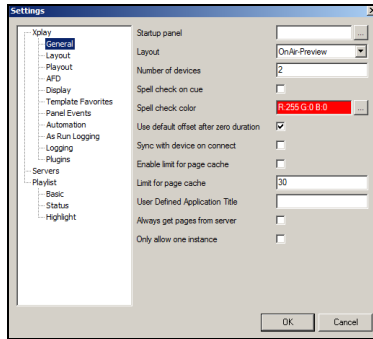 Settings
Xplay
General
Layout
Playout
AFD
Display
Template Favorites
Panel Events
Automation
As Run Logging
Logging
Plugins
Servers
Playlist
Basic
Status
Highlight
Startup panel ...
Layout OnAir-Preview
Number of devices 2
Spell check on cue
Spell check color R:255 G:0 B:0 ...
Use default offset after zero duration
Sync with device on connect
Enable limit for page cache
Limit for page cache 30
User Defined Application Title
Always get pages from server
Only allow one instance
OK Cancel